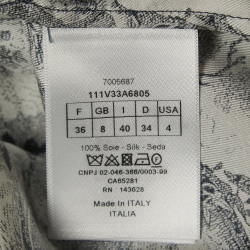 7005687
111V33A6805
F GB I D USA
36 8 40 34 4
100% Soie - Silk - Seda
CNPJ 02-046-366/0003-99
CA65281
RN : 143628
Made In ITALY
ITALIA